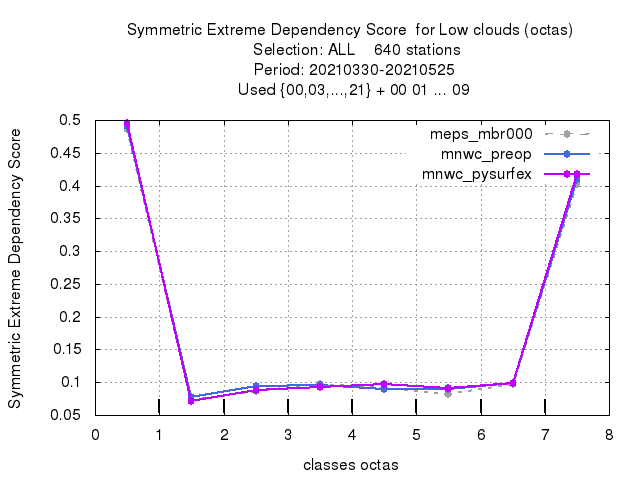 Symmetric Extreme Dependency Score  for Low clouds (octas)
Selection: ALL    640 stations
Period: 20210330-20210525
Used {00,03,...,21} + 00 01 ... 09
meps_mbr000
mnwc_preop
mnwc_pysurfex
Symmetric Extreme Dependency Score
0.5
0.45
0.4
0.35
0.3
0.25
0.2
0.15
0.1
0.05
0 1 2 3 4 5 6 7 8
classes octas